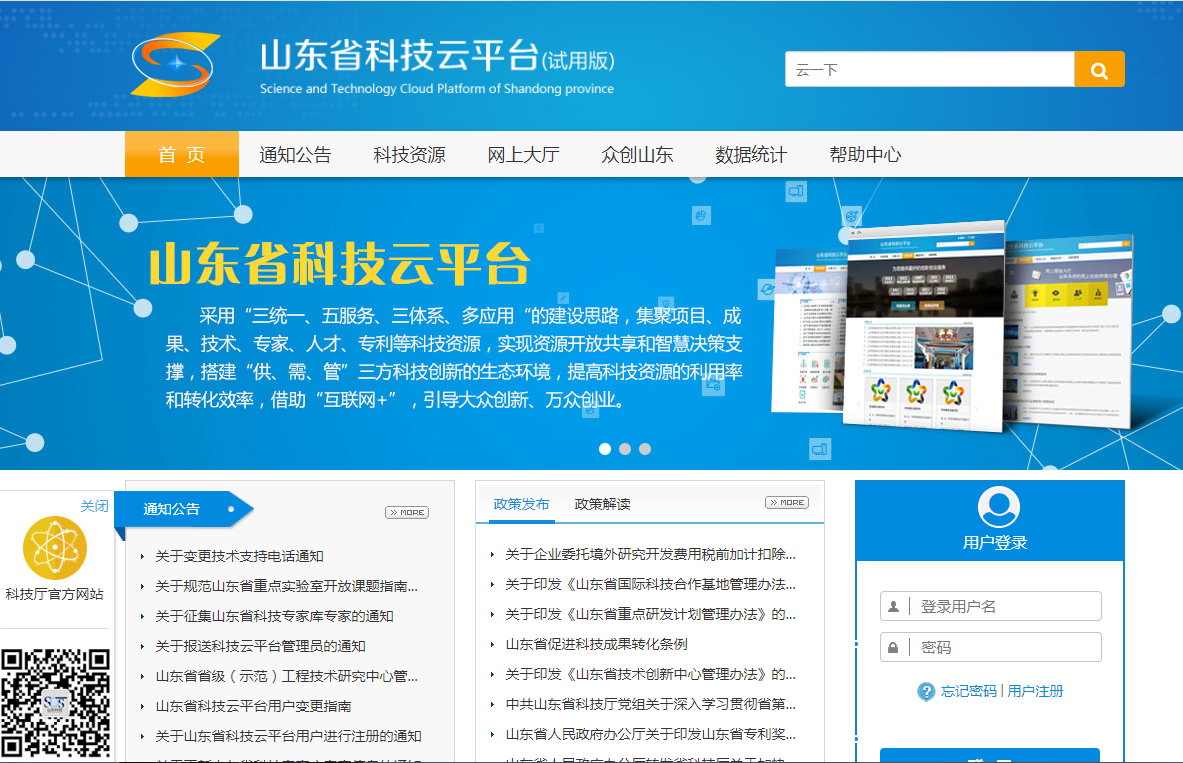 山东省科技云平台(试用版)
Science and Technology Cloud Platform of Shandong province
云一下
首 页 通知公告 科技资源 网上大厅 众创山东 数据统计 帮助中心
山东省科技云平台
采用“三统一、五服务、三体系、多应用“的建设思路，集聚项目、成
果、技术、专家、人才、专利等科技资源，实现资源开放共享和智慧决策支
撑，搭建“供、需、管”三方科技创新的生态环境，提高科技资源的利用率
和转化效率，借助“互联网+”，引导大众创新、万众创业。
关闭
科技厅官方网站
通知公告
MORE
关于变更技术支持电话通知
关于规范山东省重点实验室开放课题指南...
关于征集山东省科技专家库专家的通知
关于报送科技云平台管理员的通知
山东省省级（示范）工程技术研究中心管...
山东省科技云平台用户变更指南
关于山东省科技云平台用户进行注册的通知
政策发布 政策解读
MORE
关于企业委托境外研究开发费用税前加计扣除...
关于印发《山东省国际科技合作基地管理办法...
关于印发《山东省重点研发计划管理办法》的...
山东省促进科技成果转化条例
关于印发《山东省技术创新中心管理办法》的...
中共山东省科技厅党组关于深入学习贯彻省第...
山东省人民政府办公厅关于印发山东省专利奖...
用户登录
登录用户名
密码
忘记密码 | 用户注册